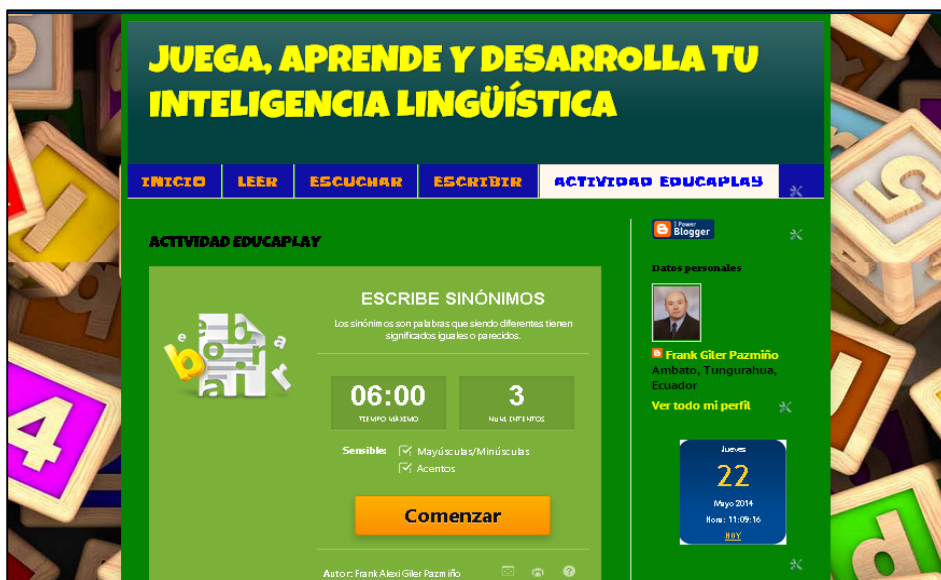 JUEGA, APRENDE Y DESARROLLA TU
INTELIGENCIA LINGÜÍSTICA
INICIO
LEER
ESCUCHAR
ESCRIBIR
ACTIVIDAD EDUCAPLAY
ACTIVIDAD EDUCAPLAY
ESCRIBE SINÓNIMOS
Los sinónimos son palabras que siendo diferentes tienen
significados iguales o parecidos.
06:00
TIEMPO MÁXIMO
3
NUM. INTENTOS
Sensible:
Mayúsculas/Minúsculas
Acentos
Comenzar
Autor: Frank Alexi Giler Pazmiño
I Power
Blogger
Datos personales
Frank Giler Pazmiño
Ambato, Tungurahua,
Ecuador
Ver todo mi perfil
Jueves
22
Mayo 2014
Hora: 11:09:16
HOY